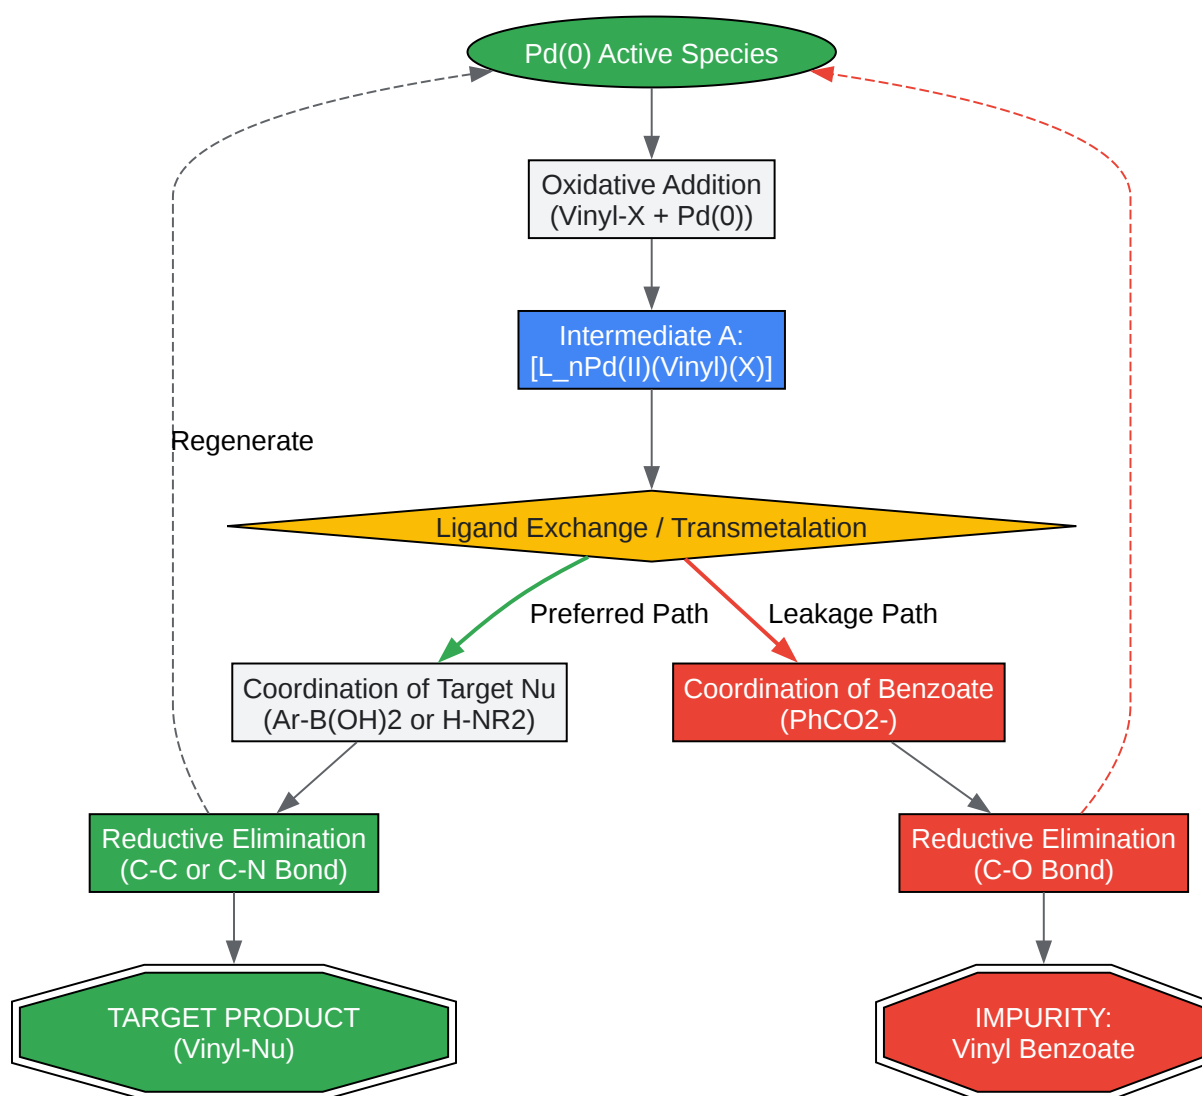 Pd(0) Active Species
Oxidative Addition
(Vinyl-X + Pd(0))
Intermediate A:
[L_nPd(II)(Vinyl)(X)]
Regenerate
Ligand Exchange / Transmetalation
Preferred Path
Leakage Path
Coordination of Target Nu
(Ar-B(OH)2 or H-NR2)
Coordination of Benzoate
(PhCO2-)
Reductive Elimination
(C-C or C-N Bond)
Reductive Elimination
(C-O Bond)
TARGET PRODUCT
(Vinyl-Nu)
IMPURITY:
Vinyl Benzoate